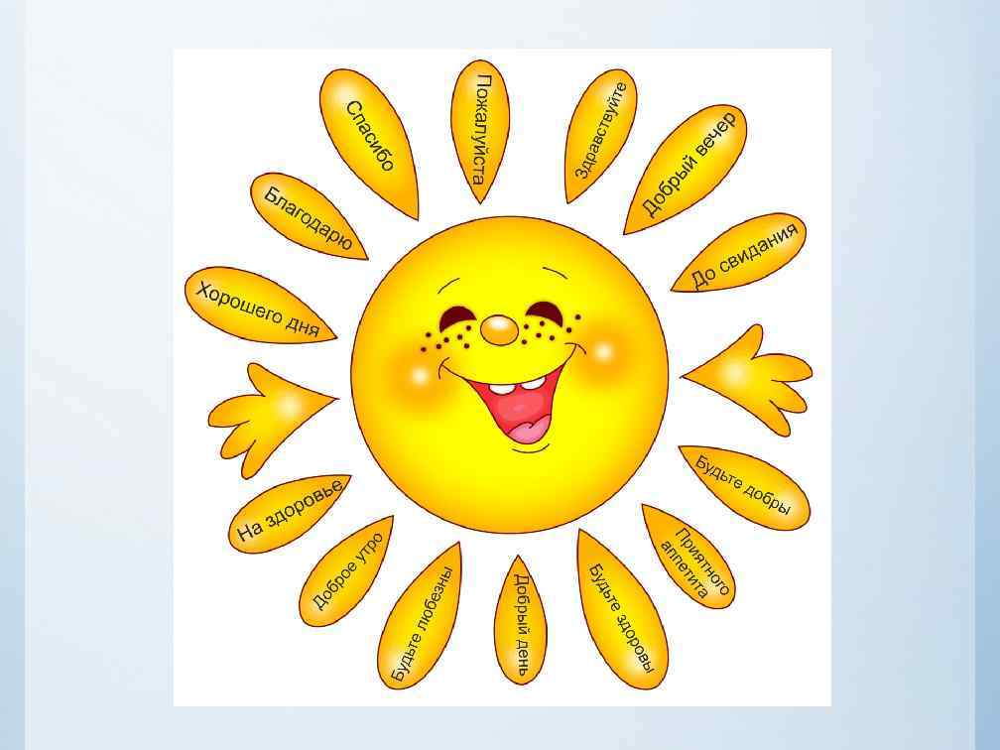 Спасибо
Пожалуйста
Здравствуйте
Добрый вечер
До свидания
Благодарю
Хорошего дня
Будьте добры
На здоровье
Приятного
аппетита
Доброе утро
Будьте любезны
Добрый день
Будьте здоровы